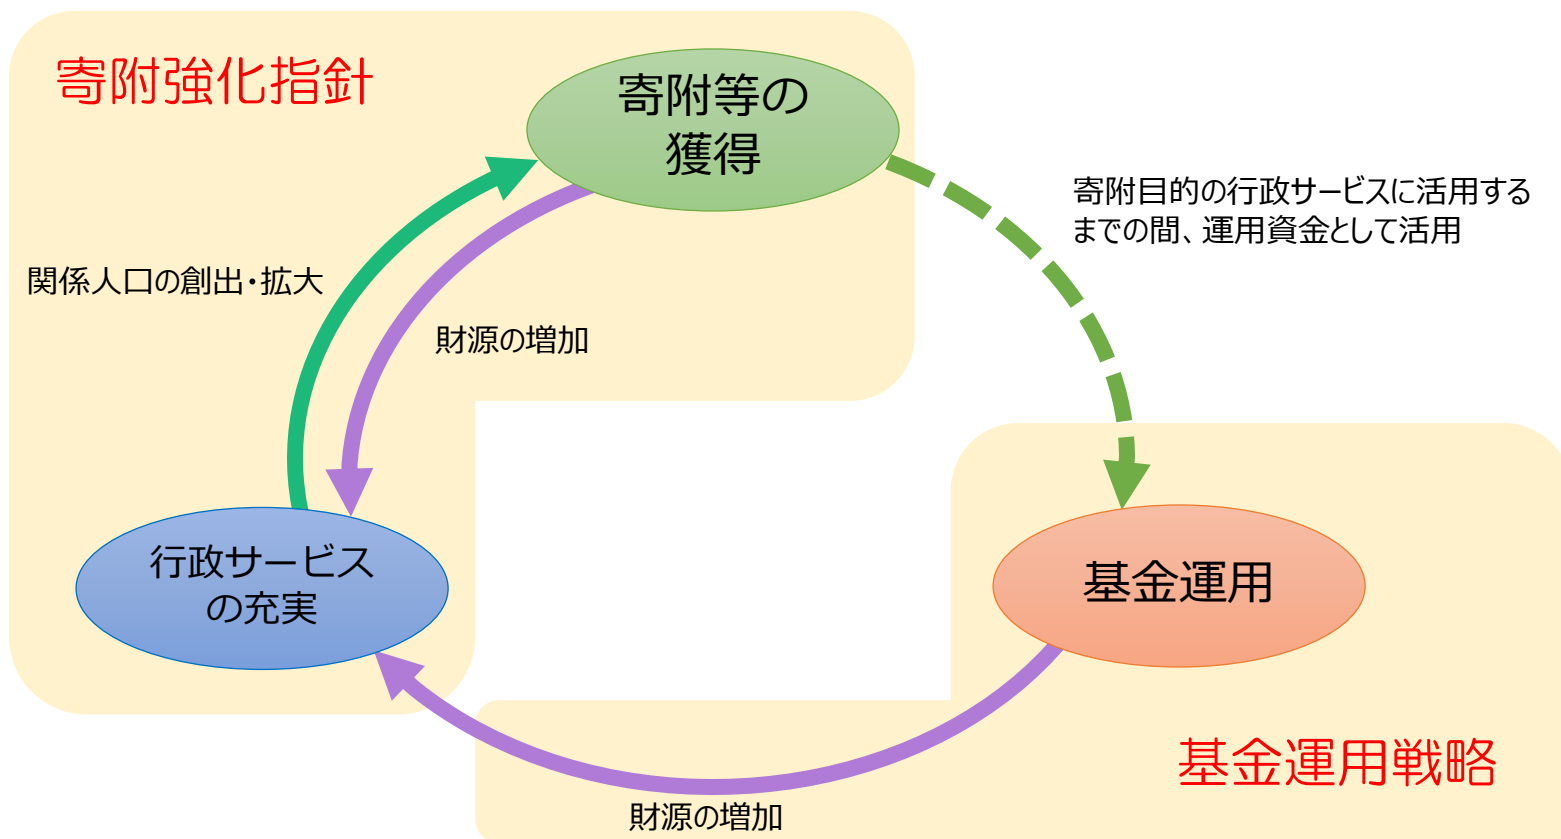 寄附強化指針
寄附等の
獲得
寄附目的の行政サービスに活用する
までの間、運用資金として活用
関係人口の創出・拡大
財源の増加
行政サービス
の充実
基金運用
基金運用戦略
財源の増加